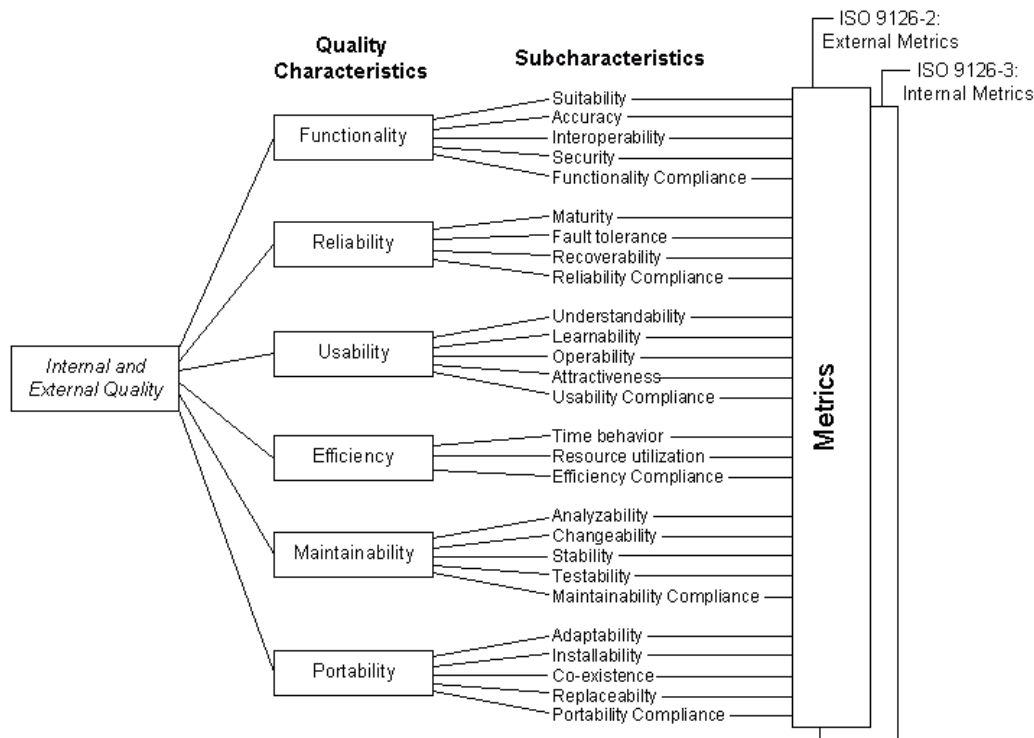 ISO 9126-2:
External Metrics
ISO 9126-3:
Internal Metrics
Quality
Characteristics
Subcharacteristics
Internal and
External Quality
Functionality
Suitability
Accuracy
Interoperability
Security
Functionality Compliance
Reliability
Maturity
Fault tolerance
Recoverability
Reliability Compliance
Usability
Understandability
Learnability
Operability
Attractiveness
Usability Compliance
Efficiency
Time behavior
Resource utilization
Efficiency Compliance
Maintainability
Analyzability
Changeability
Stability
Testability
Maintainability Compliance
Portability
Adaptability
Installability
Co-existence
Replaceabilty
Portability Compliance
Metrics